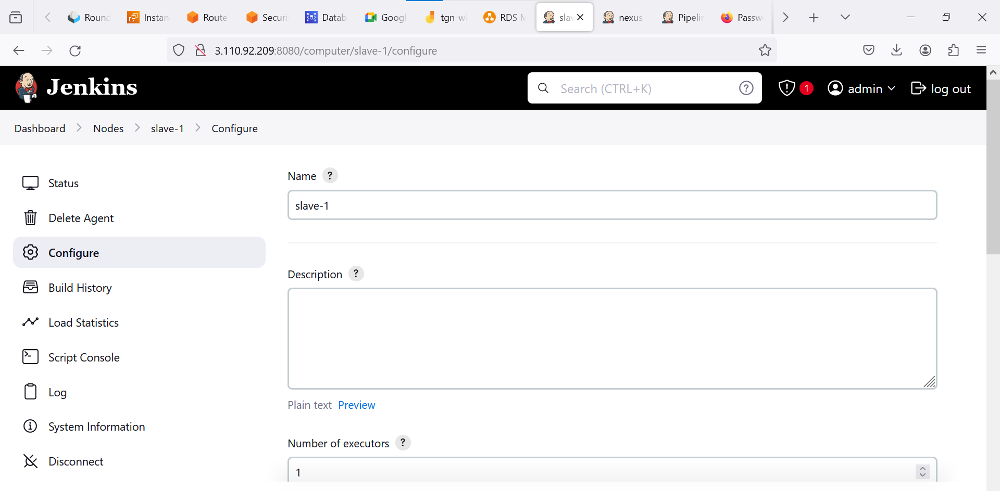 Round
Instan
Route
Securi
Datab
Googl
tgn-w
RDS M
slav
nexus
Pipelin
Passw
3.110.92.209:8080/computer/slave-1/configure
Jenkins
Search (CTRL+K)
?
1
admin
log out
Dashboard
Nodes
slave-1
Configure
Status
Delete Agent
Configure
Build History
Load Statistics
Script Console
Log
System Information
Disconnect
Name ?
slave-1
Description ?
Plain text Preview
Number of executors ?
1